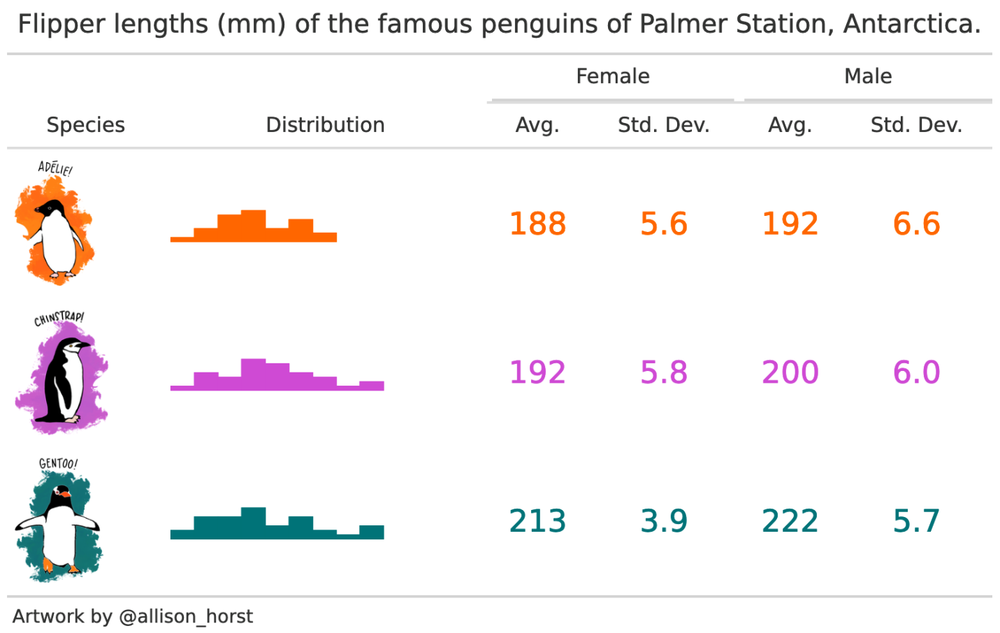 Flipper lengths (mm) of the famous penguins of Palmer Station, Antarctica.
Female Male
Species Distribution Avg. Std. Dev. Avg. Std. Dev.
ADĒLIE!
188 5.6 192 6.6
CHINSTRAP!
192 5.8 200 6.0
GENTOO!
213 3.9 222 5.7
Artwork by @allison_horst